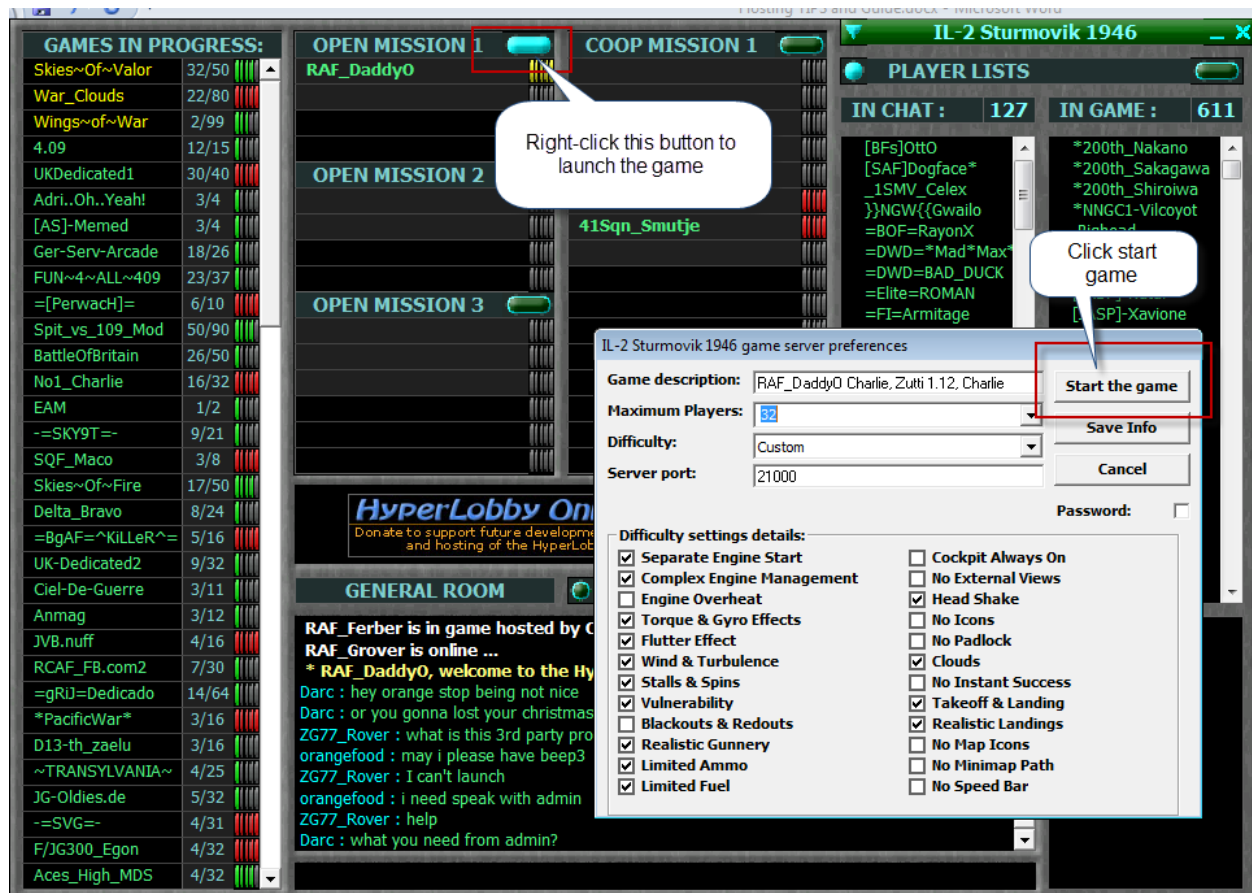 Hosting TIPS and Guide.docx - Microsoft Word
GAMES IN PROGRESS:
Skies~Of~Valor 32/50
War_Clouds 22/80
Wings~of~War 2/99
4.09 12/15
UKDedicated1 30/40
Adri..Oh..Yeah! 3/4
[AS]-Memed 3/4
Ger-Serv-Arcade 18/26
FUN~4~ALL~409 23/37
=[PerwacH]= 6/10
Spit_vs_109_Mod 50/90
BattleOfBritain 26/50
No1_Charlie 16/32
EAM 1/2
-=SKY9T=- 9/21
SQF_Maco 3/8
Skies~Of~Fire 17/50
Delta_Bravo 8/24
=BgAF=^KiLLeR^= 5/16
UK-Dedicated2 9/32
Ciel-De-Guerre 3/11
Anmag 3/12
JVB.nuff 4/16
RCAF_FB.com2 7/30
=gRiJ=Dedicado 14/64
*PacificWar* 3/16
D13-th_zaelu 3/16
~TRANSYLVANIA~ 4/25
JG-Oldies.de 5/32
-=SVG=- 4/31
F/JG300_Egon 4/32
Aces_High_MDS 4/32
OPEN MISSION 1
RAF_DaddyO
OPEN MISSION 2
OPEN MISSION 3
COOP MISSION 1
41Sqn_Smutje
Right-click this button to
launch the game
IL-2 Sturmovik 1946
PLAYER LISTS
IN CHAT : 127
IN GAME : 611
[BFs]OttO
[SAF]Dogface*
_1SMV_Celex
}}NGW{{Gwailo
=BOF=RayonX
=DWD=*Mad*Max*
=DWD=BAD_DUCK
=Elite=ROMAN
=FI=Armitage
*200th_Nakano
*200th_Sakagawa
*200th_Shiroiwa
*NNGC1-Vilcoyot
-Xavione
Click start
game
HyperLobby
Donate to support future
and hosting of the
GENERAL ROOM
RAF_Ferber is in game hosted by
RAF_Grover is online ...
* RAF_DaddyO, welcome to the
Darc : hey orange stop being not nice
Darc : or you gonna lost your christmas
ZG77_Rover : what is this 3rd party
orangefood : may i please have beep3
ZG77_Rover : I can't launch
orangefood : i need speak with admin
ZG77_Rover : help
Darc : what you need from admin?
IL-2 Sturmovik 1946 game server preferences
Game description: RAF_DaddyO Charlie, Zutti 1.12, Charlie
Maximum Players: 32
Difficulty: Custom
Server port: 21000
Start the game
Save Info
Cancel
Password:
Difficulty settings details:
Separate Engine Start
Complex Engine Management
Engine Overheat
Torque & Gyro Effects
Flutter Effect
Wind & Turbulence
Stalls & Spins
Vulnerability
Blackouts & Redouts
Realistic Gunnery
Limited Ammo
Limited Fuel
Cockpit Always On
No External Views
Head Shake
No Icons
No Padlock
Clouds
No Instant Success
Takeoff & Landing
Realistic Landings
No Map Icons
No Minimap Path
No Speed Bar